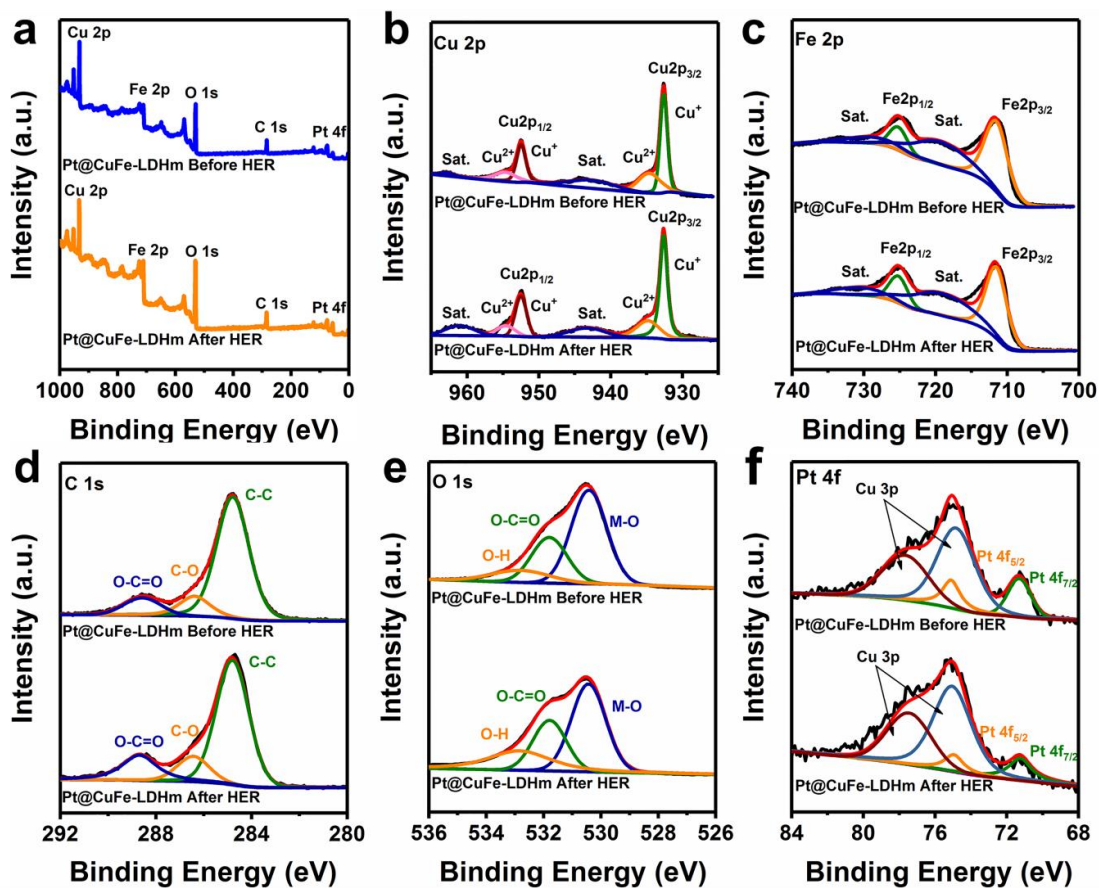 a
Cu 2p
Fe 2p
O 1s
C 1s
Pt 4f
Pt@CuFe-LDHm Before HER
Cu 2p
Fe 2p
O 1s
C 1s
Pt 4f
Pt@CuFe-LDHm After HER
Intensity (a.u.)
1000 800 600 400 200 0
Binding Energy (eV)
b
Cu 2p
Cu2p3/2
Cu+
Cu2p1/2
Cu2+
Cu+
Cu2+
Sat.
Sat.
Pt@CuFe-LDHm Before HER
Cu2p3/2
Cu+
Cu2p1/2
Cu2+
Cu+
Cu2+
Sat.
Sat.
Pt@CuFe-LDHm After HER
Intensity (a.u.)
960 950 940 930
Binding Energy (eV)
c
Fe 2p
Fe2p1/2
Fe2p3/2
Sat.
Sat.
Pt@CuFe-LDHm Before HER
Fe2p1/2
Fe2p3/2
Sat.
Sat.
Pt@CuFe-LDHm After HER
Intensity (a.u.)
740 730 720 710 700
Binding Energy (eV)
d
C 1s
C-C
O-C=O
C-O
Pt@CuFe-LDHm Before HER
C-C
O-C=O
C-O
Pt@CuFe-LDHm After HER
Intensity (a.u.)
292 288 284 280
Binding Energy (eV)
e
O 1s
O-C=O
M-O
O-H
Pt@CuFe-LDHm Before HER
O-C=O
M-O
O-H
Pt@CuFe-LDHm After HER
Intensity (a.u.)
536 534 532 530 528 526
Binding Energy (eV)
f
Pt 4f
Cu 3p
Pt 4f5/2
Pt 4f7/2
Pt@CuFe-LDHm Before HER
Cu 3p
Pt 4f5/2
Pt 4f7/2
Pt@CuFe-LDHm After HER
Intensity (a.u.)
84 80 76 72 68
Binding Energy (eV)